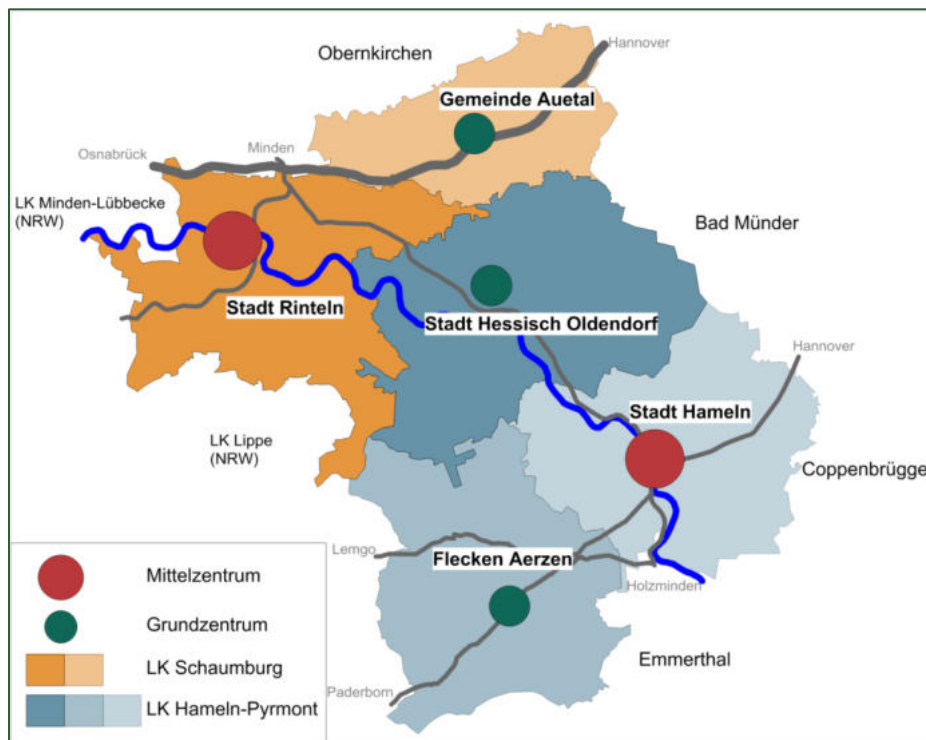 Obernkirchen
Hannover
Gemeinde Auetal
Minden
Osnabrück
LK Minden-Lübbecke
(NRW)
Bad Münder
Stadt Rinteln
Stadt Hessisch Oldendorf
Hannover
Stadt Hameln
LK Lippe
(NRW)
Coppenbrügge
Lemgo
Flecken Aerzen
Holzminden
Emmerthal
Paderborn
Mittelzentrum
Grundzentrum
LK Schaumburg
LK Hameln-Pyrmont